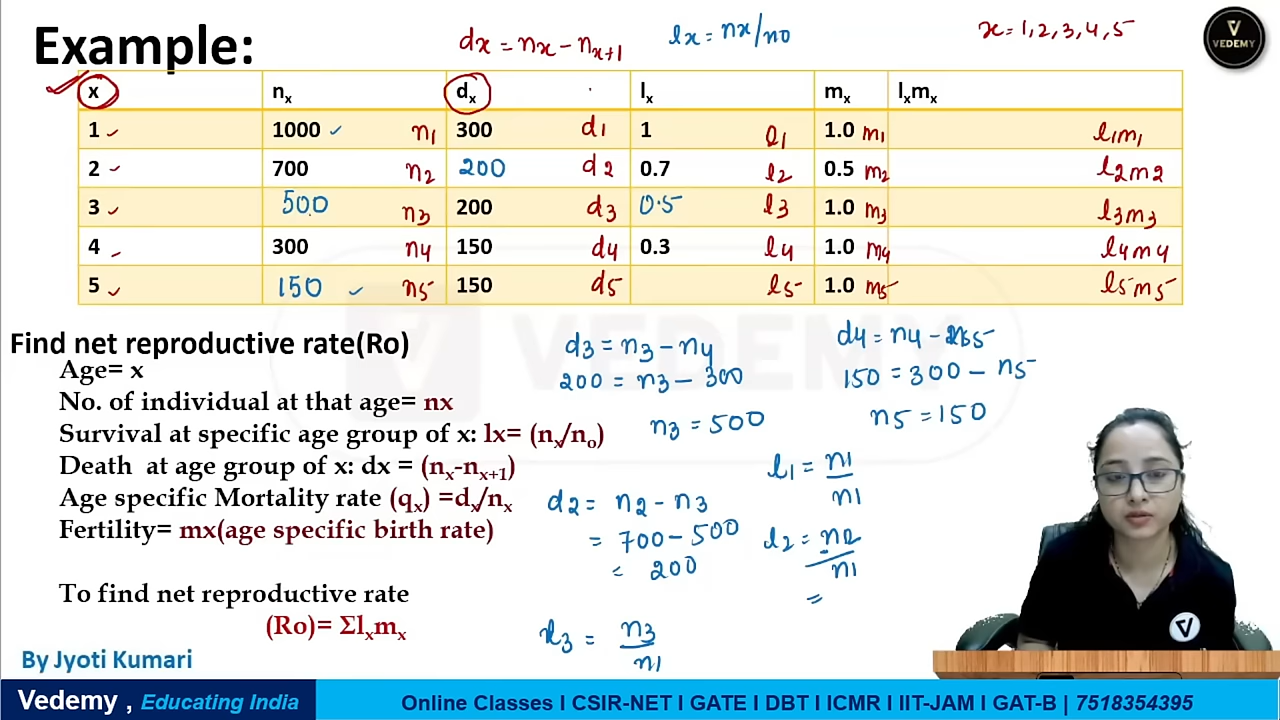 Example:
dx = nx - nx+1
lx = nx/no
x = 1, 2, 3, 4, 5
VEDEMY
x nx dx lx mx lxmx
1 1000 n1 300 d1 1 l1 1.0 m1 l1m1
2 700 n2 200 d2 0.7 l2 0.5 m2 l2m2
3 500 n3 200 d3 0.5 l3 1.0 m3 l3m3
4 300 n4 150 d4 0.3 l4 1.0 m4 l4m4
5 150 n5 150 d5 l5 1.0 m5 l5m5
VEDEMY
Find net reproductive rate(Ro)
Age= x
No. of individual at that age= nx
Survival at specific age group of x: lx= (nx/no)
Death at age group of x: dx = (nx-nx+1)
Age specific Mortality rate (qx) =dx/nx
Fertility= mx(age specific birth rate)
To find net reproductive rate
(Ro)= Σlxmx
d3 = n3 - n4
200 = n3 - 300
n3 = 500
d4 = n4 -
150 = 300 - n5
n5 = 150
d2 = n2 - n3
= 700 - 500
= 200
l1 = n1
n1
l2 = n2
n1
=
l3 = n3
n1
By Jyoti Kumari
Vedemy , Educating India
Online Classes I CSIR-NET I GATE I DBT I ICMR I IIT-JAM I GAT-B | 7518354395